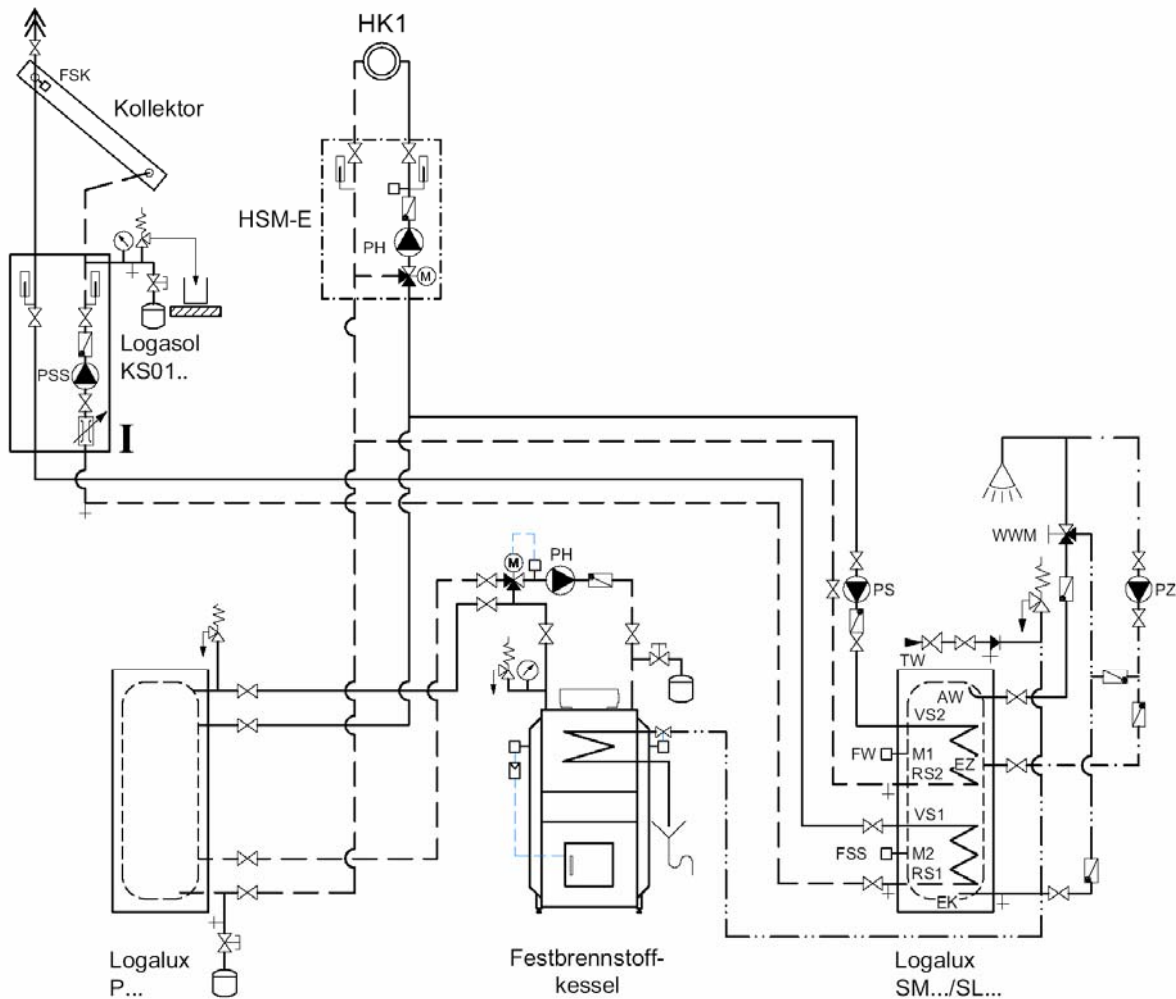 HK1
FSK
Kollektor
HSM-E
PH
M
Logasol
KS01..
PSS
I
WWM
M
PH
PS
PZ
TW
AW
VS2
FW
M1
EZ
RS2
VS1
FSS
M2
RS1
EK
Logalux
P...
Festbrennstoff-
kessel
Logalux
SM.../SL...